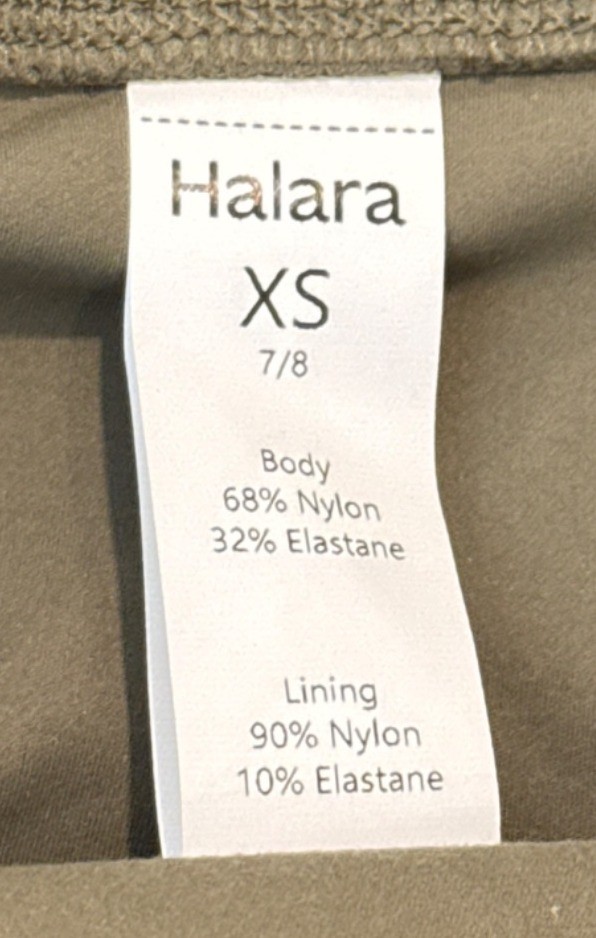 Halara
XS
7/8
Body
68% Nylon
32% Elastane
Lining
90% Nylon
10% Elastane